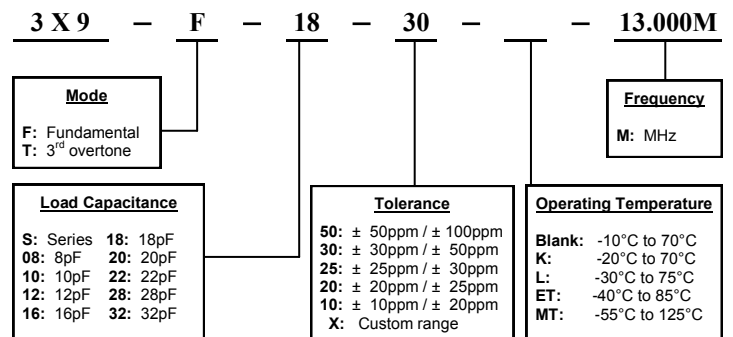 3 X 9 – F – 18 – 30 – – 13.000M
Mode
F: Fundamental
T: 3rd overtone
Frequency
M: MHz
Load Capacitance
S: Series 18: 18pF
08: 8pF 20: 20pF
10: 10pF 22: 22pF
12: 12pF 28: 28pF
16: 16pF 32: 32pF
Tolerance
50: ± 50ppm / ± 100ppm
30: ± 30ppm / ± 50ppm
25: ± 25ppm / ± 30ppm
20: ± 20ppm / ± 25ppm
10: ± 10ppm / ± 20ppm
X: Custom range
Operating Temperature
Blank: -10°C to 70°C
K: -20°C to 70°C
L: -30°C to 75°C
ET: -40°C to 85°C
MT: -55°C to 125°C